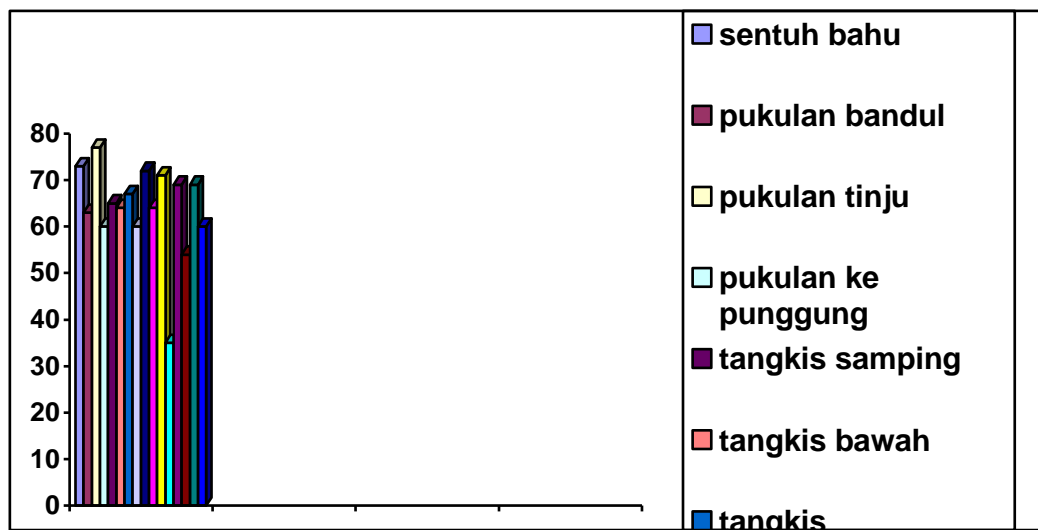 80
70
60
50
40
30
20
10
0
sentuh bahu
pukulan bandul
pukulan tinju
pukulan ke
punggung
tangkis samping
tangkis bawah
tangkis